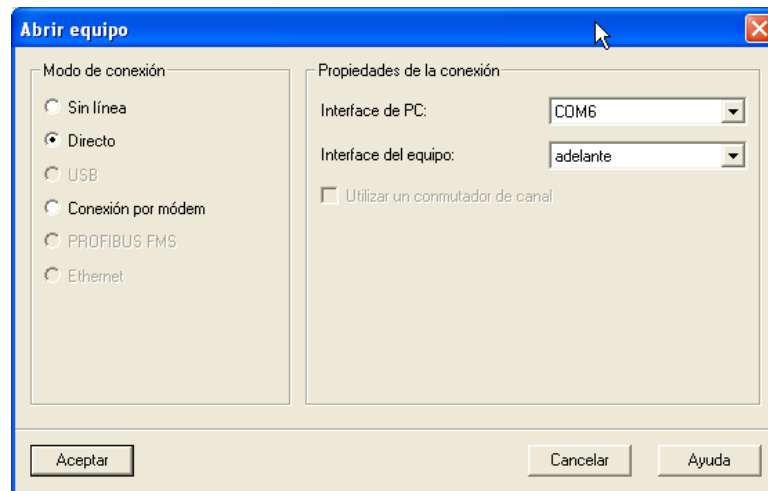 Abrir equipo
Modo de conexión
Sin línea
Directo
USB
Conexión por módem
PROFIBUS FMS
Ethernet
Propiedades de la conexión
Interface de PC: COM6
Interface del equipo: adelante
Utilizar un conmutador de canal
Aceptar Cancelar Ayuda